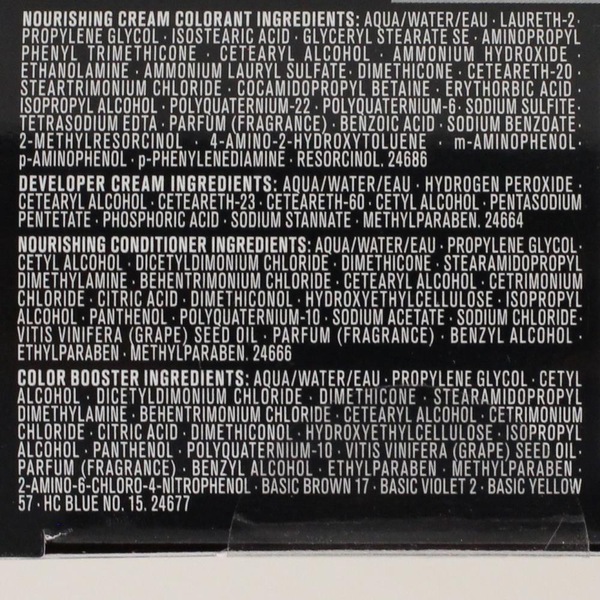 NOURISHING CREAM COLORANT INGREDIENTS: AQUA/WATER/EAU · LAURETH-2·
PROPYLENE GLYCOL · ISOSTEARIC ACID · GLYCERYL STEARATE SE · AMINOPROPYL
PHENYL TRIMETHICONE · CETEARYL ALCOHOL · AMMONIUM HYDROXIDE
ETHANOLAMINE · AMMONIUM LAURYL SULFATE · DIMETHICONE · CETEARETH-20 ·
STEARTRIMONIUM CHLORIDE · COCAMIDOPROPYL BETAINE · ERYTHORBIC ACID ·
ISOPROPYL ALCOHOL · POLYQUATERNIUM-22 · POLYQUATERNIUM-6 · SODIUM SULFITE·
TETRASODIUM EDTA · PARFUM (FRAGRANCE) · BENZOIC ACID · SODIUM BENZOATE
2-METHYLRESORCINOL · 4-AMINO-2-HYDROXYTOLUENE · m-AMINOPHENOL·
p-AMINOPHENOL · p-PHENYLENEDIAMINE · RESORCINOL. 24686
DEVELOPER CREAM INGREDIENTS: AQUA/WATER/EAU · HYDROGEN PEROXIDE ·
CETEARYL ALCOHOL · CETEARETH-23 · CETEARETH-60 · CETYL ALCOHOL · PENTASODIUM
PENTETATE · PHOSPHORIC ACID · SODIUM STANNATE · METHYLPARABEN. 24664
NOURISHING CONDITIONER INGREDIENTS: AQUA/WATER/EAU · PROPYLENE GLYCOL·
CETYL ALCOHOL · DICETYLDIMONIUM CHLORIDE · DIMETHICONE · STEARAMIDOPROPYL
DIMETHYLAMINE · BEHENTRIMONIUM CHLORIDE · CETEARYL ALCOHOL · CETRIMONIUM
CHLORIDE · CITRIC ACID · DIMETHICONOL · HYDROXYETHYLCELLULOSE · ISOPROPYL
ALCOHOL · PANTHENOL · POLYQUATERNIUM-10 · SODIUM ACETATE · SODIUM CHLORIDE·
VITIS VINIFERA (GRAPE) SEED OIL · PARFUM (FRAGRANCE) · BENZYL ALCOHOL ·
ETHYLPARABEN · METHYLPARABEN. 24666
COLOR BOOSTER INGREDIENTS: AQUA/WATER/EAU · PROPYLENE GLYCOL · CETYL
ALCOHOL · DICETYLDIMONIUM CHLORIDE · DIMETHICONE · STEARAMIDOPROPYL
DIMETHYLAMINE · BEHENTRIMONIUM CHLORIDE · CETEARYL ALCOHOL · CETRIMONIUM
CHLORIDE · CITRIC ACID · DIMETHICONOL · HYDROXYETHYLCELLULOSE · ISOPROPYL
ALCOHOL · PANTHENOL · POLYQUATERNIUM-10 · VITIS VINIFERA (GRAPE) SEED OIL·
PARFUM (FRAGRANCE) · BENZYL ALCOHOL · ETHYLPARABEN · METHYLPARABEN ·
2-AMINO-6-CHLORO-4-NITROPHENOL · BASIC BROWN 17 · BASIC VIOLET 2 · BASIC YELLOW
57 · HC BLUE NO. 15. 24677